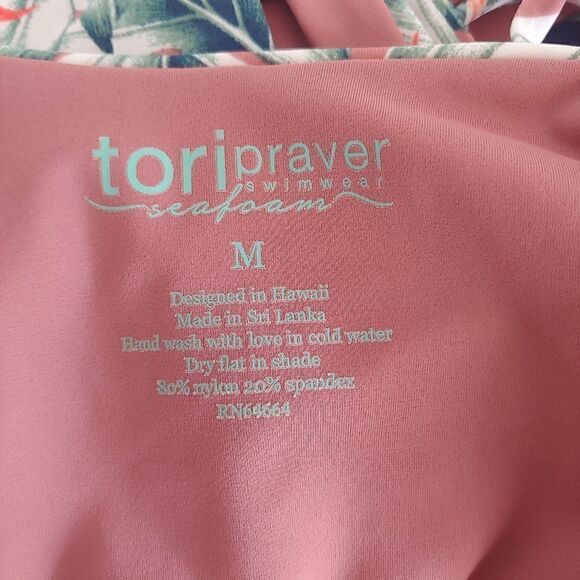 toripraver
swimwear
seafoam
M
Designed in Hawaii
Made in Sri Lanka
Hand wash with love in cold water
Dry flat in shade
80% nylon 20% spandex
RN64664